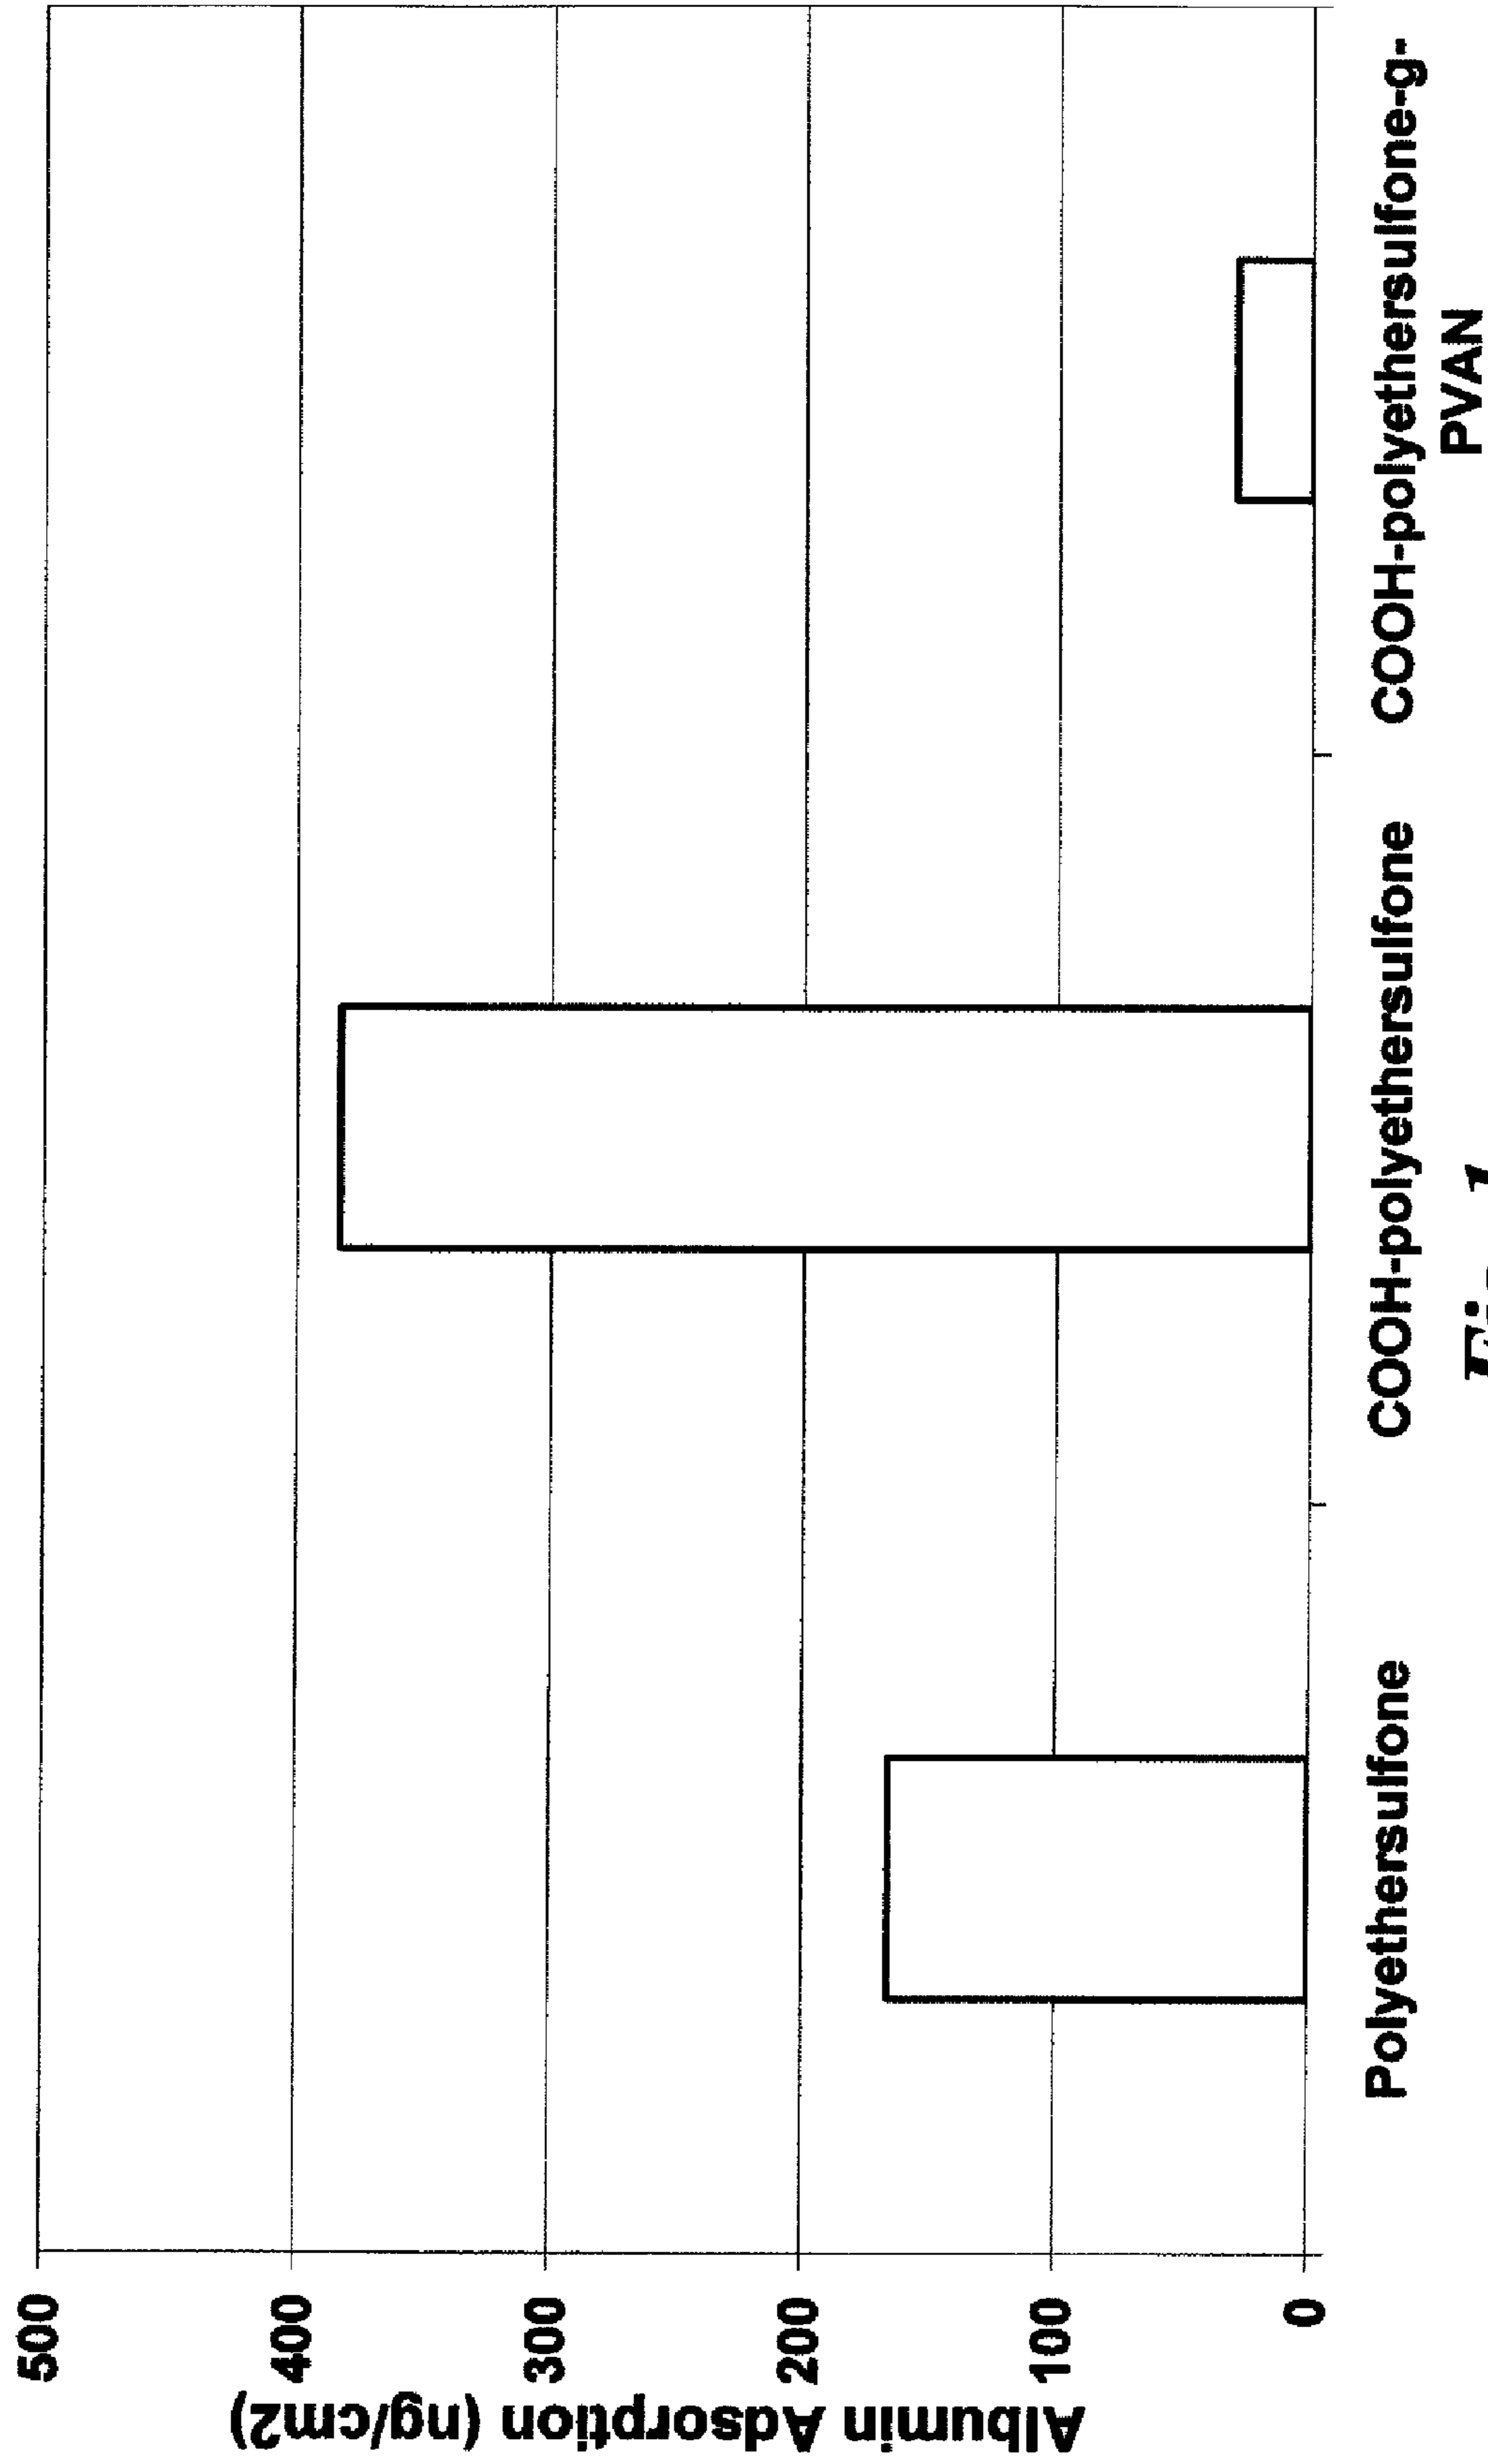 500
400
300
200
100
0
Albumin Adsorption (ng/cm2)
Polyethersulfone
COOH-polyethersulfone
COOH-polyethersulfone-g-
PVAN